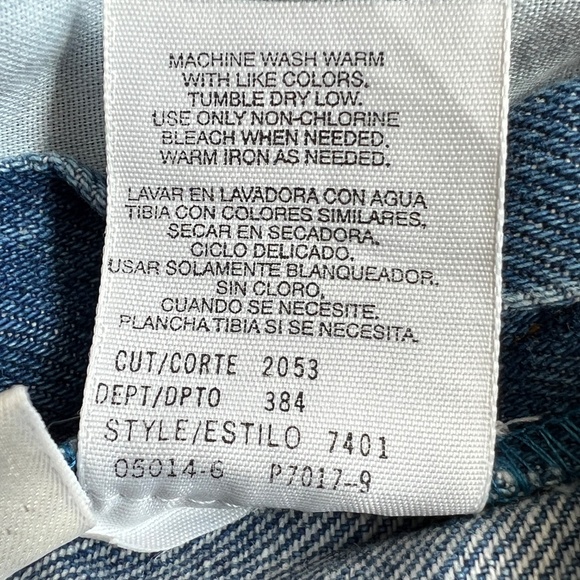 MACHINE WASH WARM
WITH LIKE COLORS.
TUMBLE DRY LOW.
USE ONLY NON-CHLORINE
BLEACH WHEN NEEDED.
WARM IRON AS NEEDED.
LAVAR EN LAVADORA CON AGUA
TIBIA CON COLORES SIMILARES,
SECAR EN SECADORA,
CICLO DELICADO.
USAR SOLAMENTE BLANQUEADOR.
SIN CLORO,
CUANDO SE NECESITE.
PLANCHA TIBIA SI SE NECESITA.
CUT/CORTE 2053
DEPT/DPTO 384
STYLE/ESTILO 7401
05014-6 P7017-9